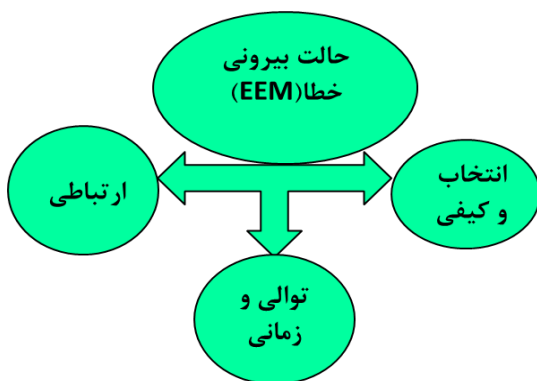 حالت بیرونی
خطا(EEM)
انتخاب
و کیفی
ارتباطی
توالی و
زمانی